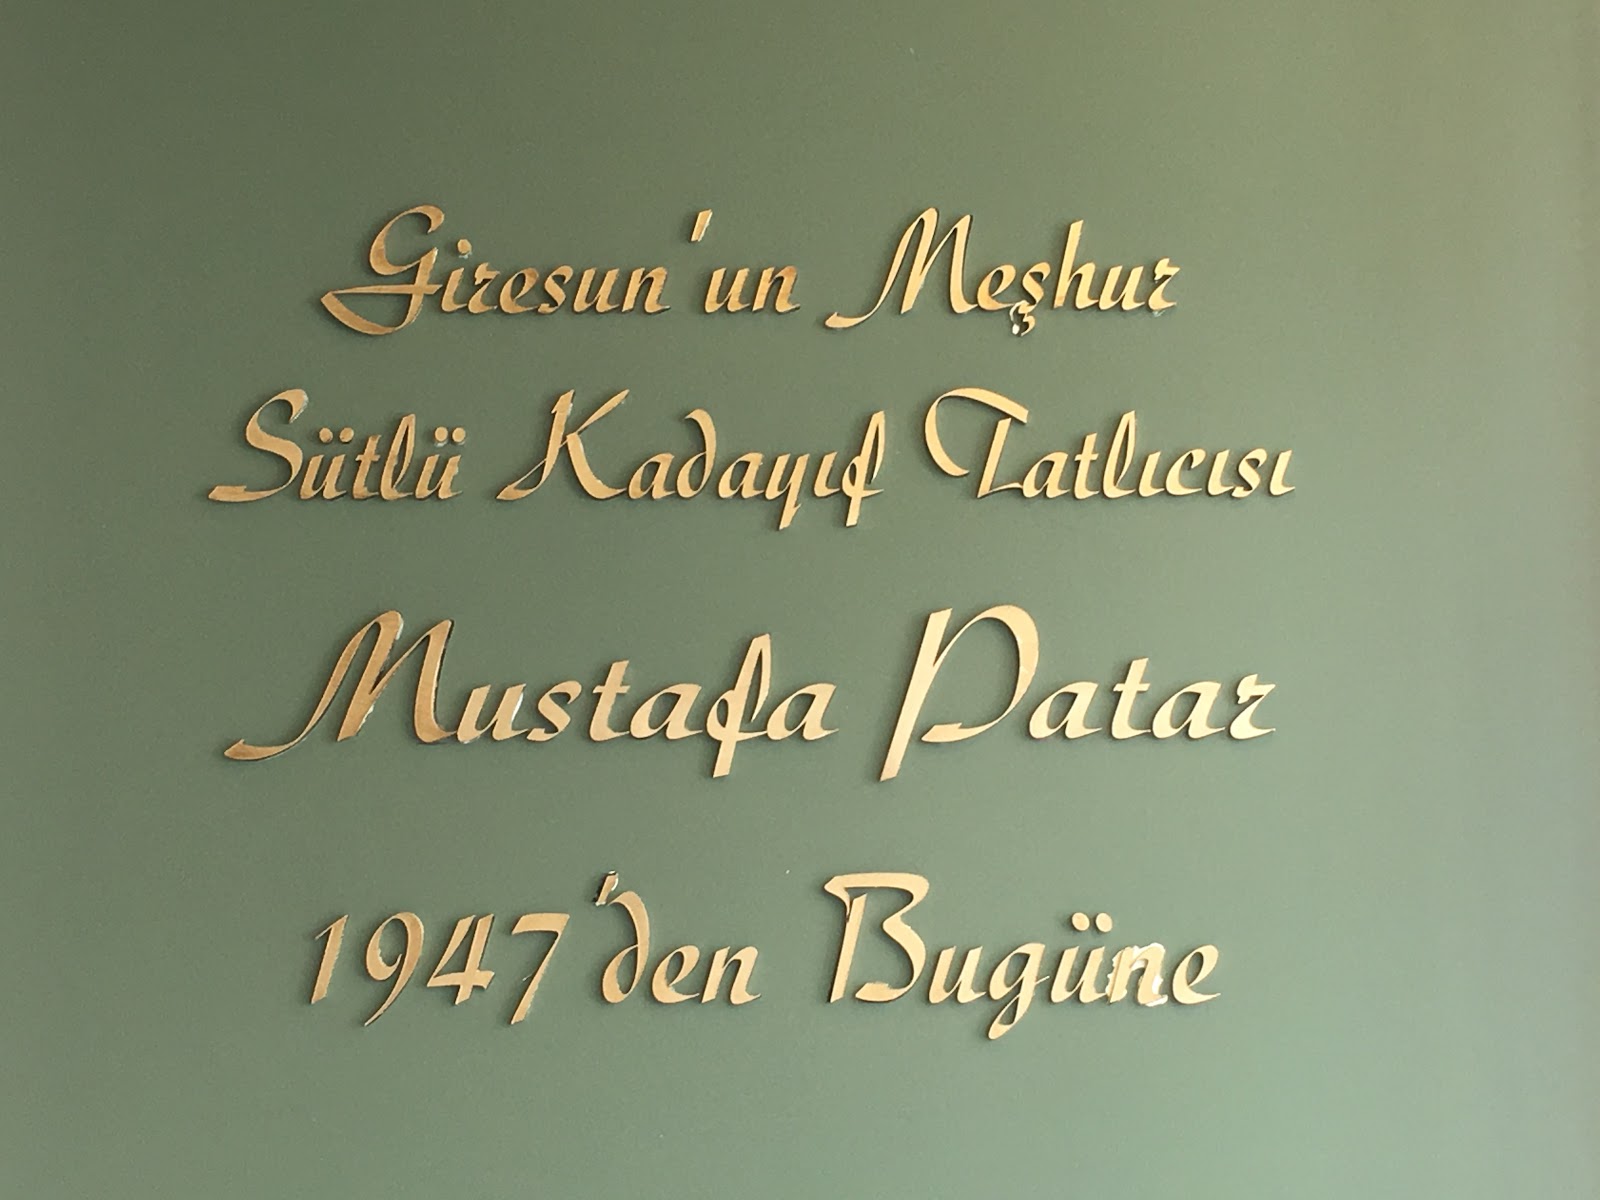 Giresun'un Meşhur
Sütlü Kadayıf Tatlıcısı
Mustafa Patar
1947'den Bugüne